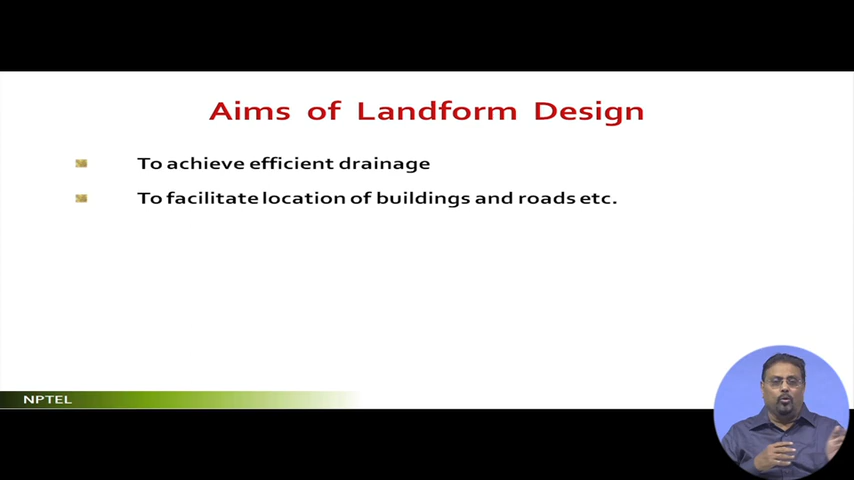 Aims of Landform Design
To achieve efficient drainage
To facilitate location of buildings and roads etc.
NPTEL